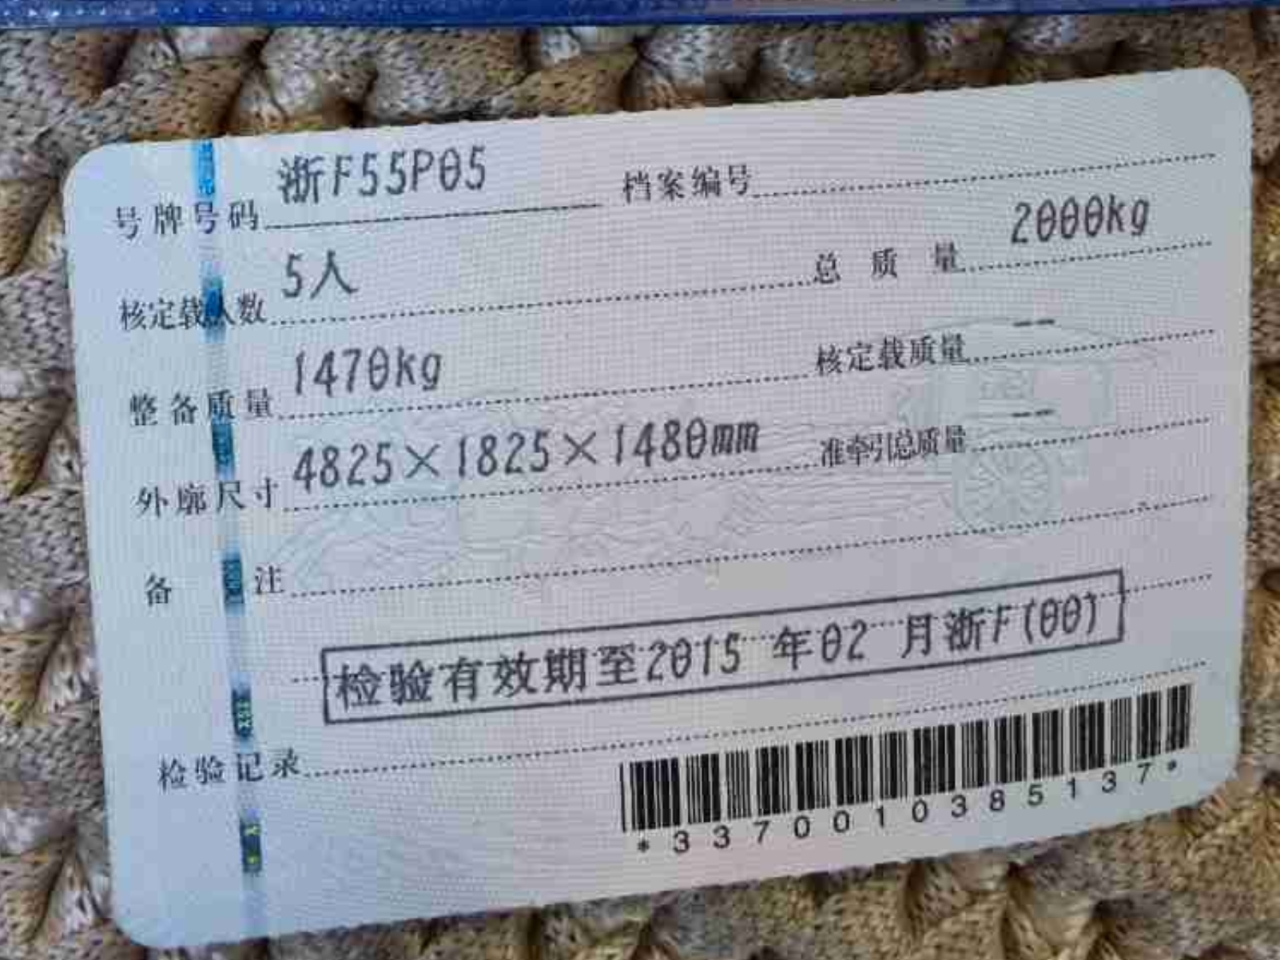 号牌号码 浙F55P05 档案编号
核定载人数 5人 总质量 2000kg
整备质量 1470kg 核定载质量 --
外廓尺寸 4825×1825×1480mm 准牵引总质量 --
备注
检验有效期至2015 年02 月浙F(00)
检验记录
*3370010385137*